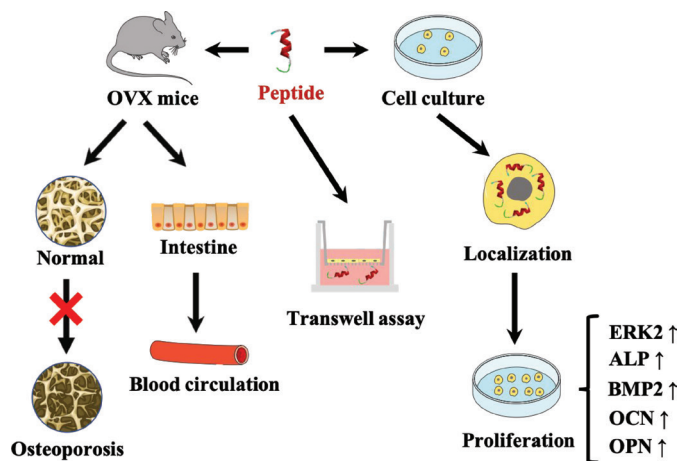 OVX mice
Peptide
Cell culture
Normal
Intestine
Transwell assay
Localization
Osteoporosis
Blood circulation
Proliferation
ERK2 ↑
ALP ↑
BMP2 ↑
OCN ↑
OPN ↑